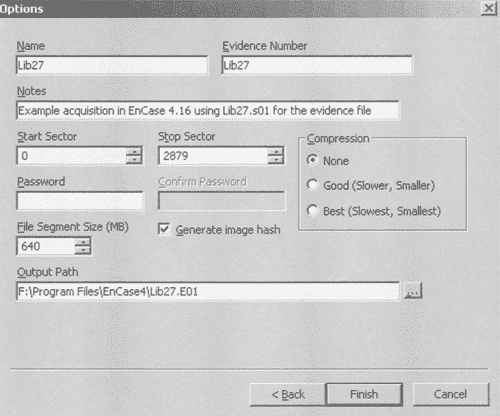 Options
Name
Evidence Number
Lib27
Lib27
Notes
Example acquisition in EnCase 4.16 using Lib27.s01 for the evidence file
Start Sector
Stop Sector
Compression
0
2879
None
Password
Confirm Password
Good (Slower, Smaller)
Best (Slowest, Smallest)
File Segment Size (MB)
Generate image hash
640
Output Path
F:\Program Files\EnCase4\Lib27.E01
...
< Back
Finish
Cancel